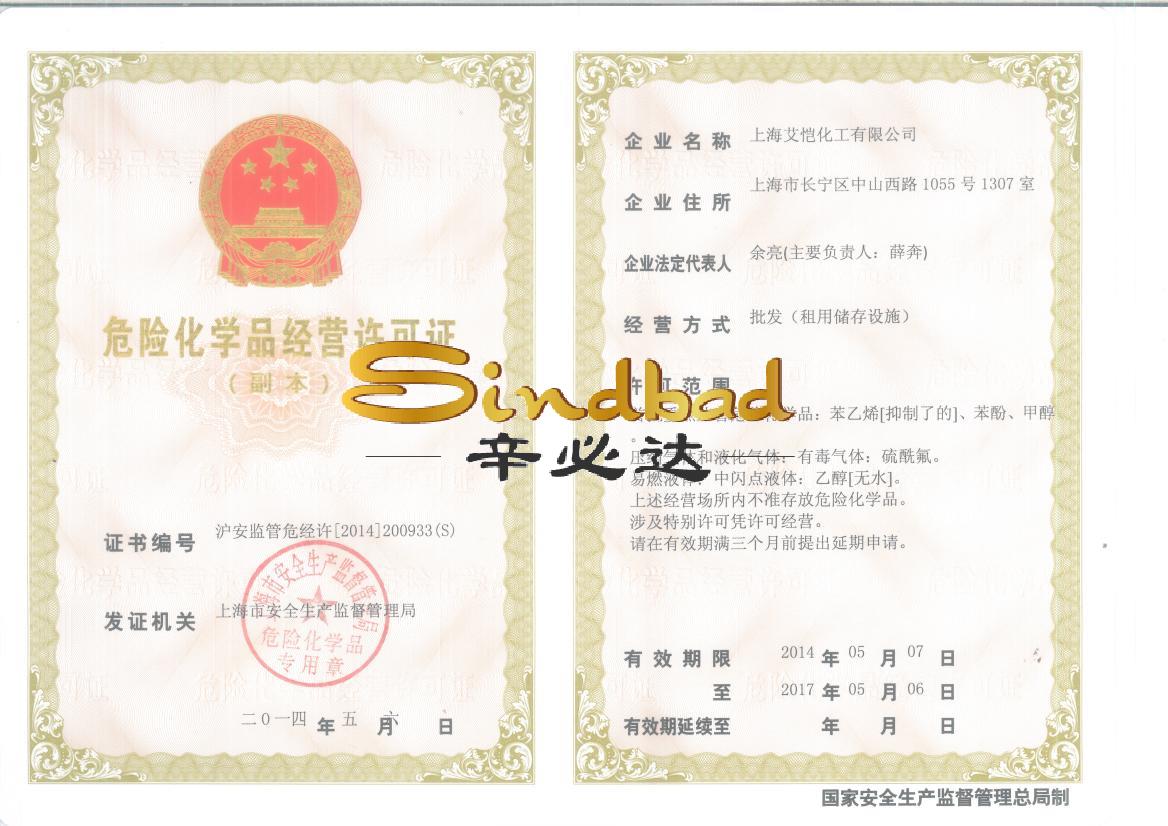 危险化学品经营许可证
（副本）
证书编号 沪安监管危经许[2014]200933(S)
发证机关 上海市安全生产监督管理局
上海市安全生产监督管理局
危险化学品
专用章
二〇一四 年 五 月 六 日
企业名称 上海艾恺化工有限公司
企业住所 上海市长宁区中山西路 1055 号 1307 室
企业法定代表人 余亮(主要负责人：薛奔)
经营方式 批发（租用储存设施）
许可范围
学品：苯乙烯[抑制了的]、苯酚、甲醇
。
压缩气体和液化气体：有毒气体：硫酰氟。
易燃液体：中闪点液体：乙醇[无水]。
上述经营场所内不准存放危险化学品。
涉及特别许可凭许可经营。
请在有效期满三个月前提出延期申请。
有效期限 2014 年 05 月 07 日
至 2017 年 05 月 06 日
有效期延续至 年 月 日
国家安全生产监督管理总局制
Sindbad
辛必达